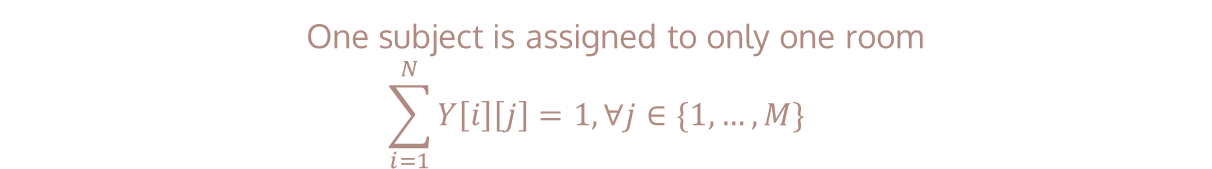 One subject is assigned to only one room
N
∑ Y[i][j] = 1, ∀j ∈ {1, … , M}
i=1